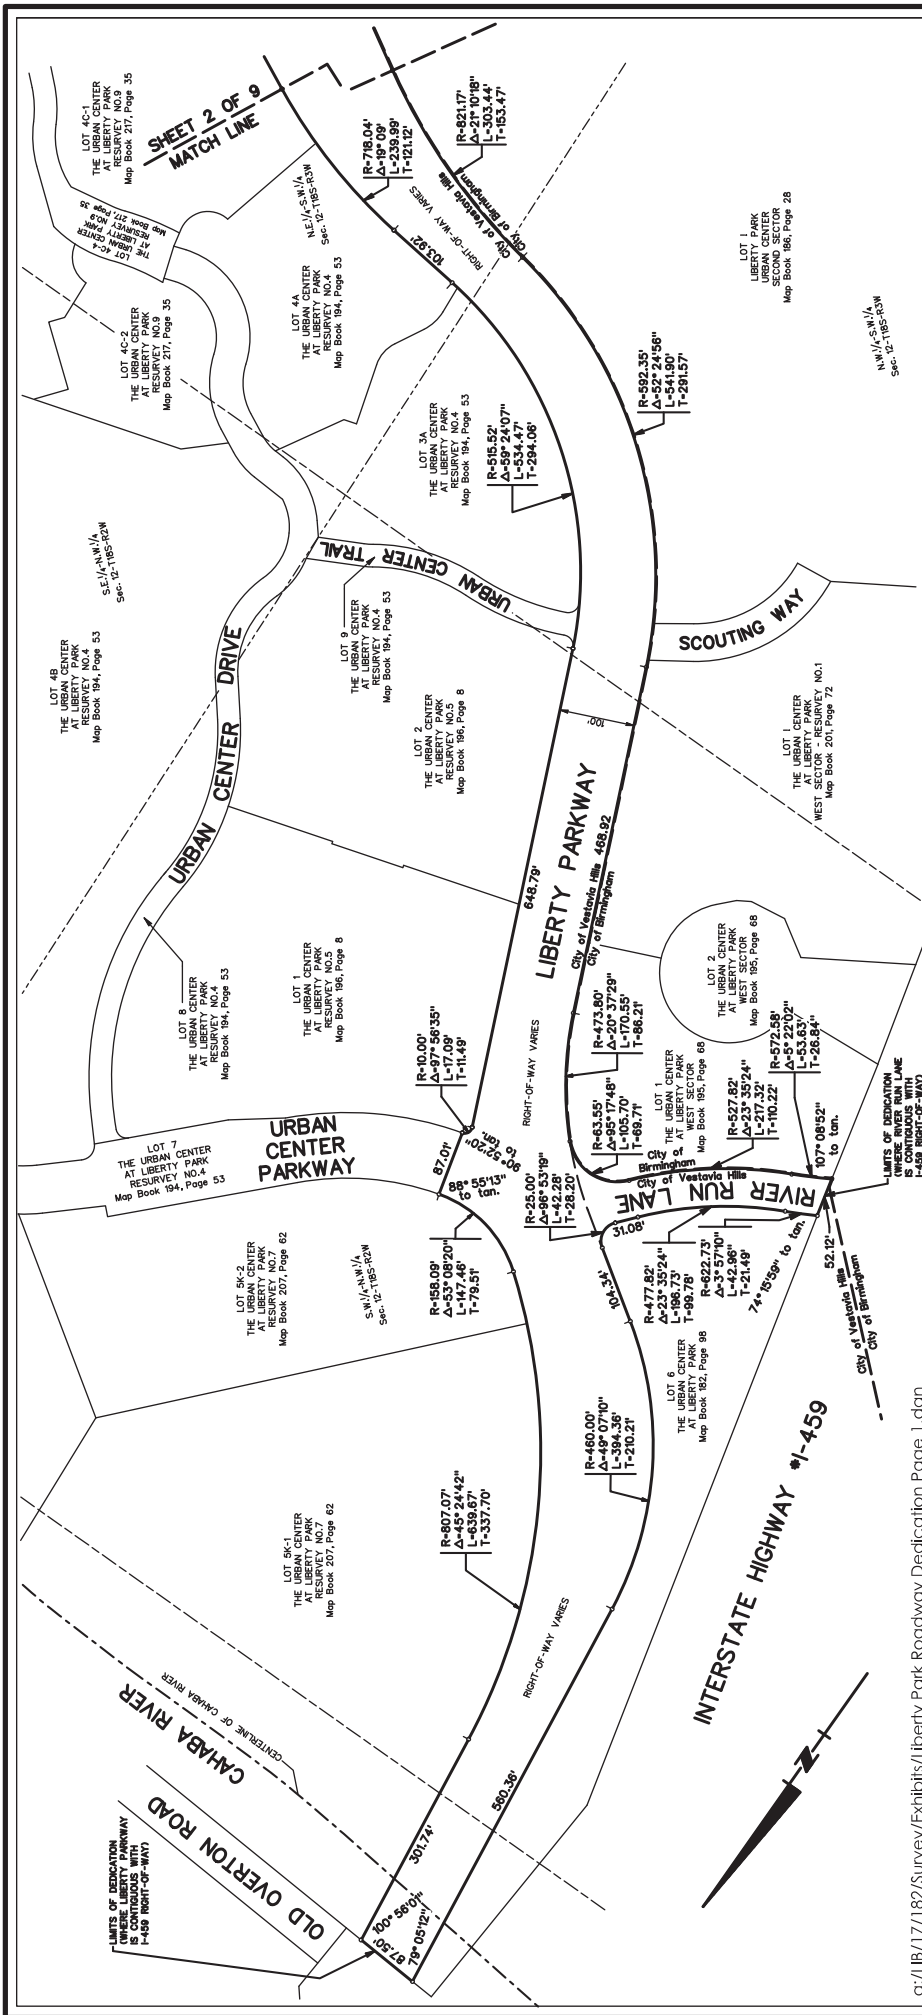 LIMITS OF DEDICATION
(WHERE LIBERTY PARKWAY
IS CONTIGUOUS WITH
I-459 RIGHT-OF-WAY)
OLD OVERTON ROAD
CAHABA RIVER
CENTERLINE OF CAHABA RIVER
87.50'
100° 56'01"
79° 05'12"
301.74'
560.36'
RIGHT-OF-WAY VARIES
LOT 5K-1
THE URBAN CENTER
AT LIBERTY PARK
RESURVEY NO.7
Map Book 207, Page 62
R=807.07'
Δ=45° 24'42"
L=639.67'
T=337.70'
R=460.00'
Δ=49° 07'10"
L=394.36'
T=210.21'
INTERSTATE HIGHWAY #I-459
N
LOT 5K-2
THE URBAN CENTER
AT LIBERTY PARK
RESURVEY NO.7
Map Book 207, Page 62
S.W.1/4-N.W.1/4
Sec. 12-T18S-R2W
LOT 7
THE URBAN CENTER
AT LIBERTY PARK
RESURVEY NO.4
Map Book 194, Page 53
URBAN
CENTER
PARKWAY
R=158.09'
Δ=53° 08'20"
L=147.46'
T=79.51'
87.01'
88° 55'13"
to tan.
90° 52'20"
to tan.
R=10.00'
Δ=97° 56'35"
L=17.09'
T=11.49'
R=25.00'
Δ=96° 53'19"
L=42.28'
T=28.20'
104.34'
31.08'
LOT 6
THE URBAN CENTER
AT LIBERTY PARK
Map Book 182, Page 98
R=477.82'
Δ=23° 35'24"
L=196.73'
T=99.78'
R=622.73'
Δ=3° 57'10"
L=42.96'
T=21.49'
74° 15'59" to tan.
RIVER RUN LANE
City of
Birmingham
City of Vestavia Hills
52.12'
City of Vestavia Hills
City of Birmingham
LIMITS OF DEDICATION
(WHERE RIVER RUN LANE
IS CONTIGUOUS WITH
I-459 RIGHT-OF-WAY)
107° 08'52"
to tan.
R=572.58'
Δ=5° 22'02"
L=53.63'
T=26.84'
R=527.82'
Δ=23° 35'24"
L=217.32'
T=110.22'
R=63.55'
Δ=95° 17'48"
L=105.70'
T=69.71'
LOT 1
THE URBAN CENTER
AT LIBERTY PARK
WEST SECTOR
Map Book 195, Page 68
R=473.80'
Δ=20° 37'29"
L=170.55'
T=86.21'
LOT 2
THE URBAN CENTER
AT LIBERTY PARK
WEST SECTOR
Map Book 195, Page 68
RIGHT-OF-WAY VARIES
LIBERTY PARKWAY
648.79'
City of Vestavia Hills 468.92
City of Birmingham
100'
LOT 8
THE URBAN CENTER
AT LIBERTY PARK
RESURVEY NO.4
Map Book 194, Page 53
LOT 1
THE URBAN CENTER
AT LIBERTY PARK
RESURVEY NO.5
Map Book 196, Page 8
URBAN CENTER DRIVE
LOT 2
THE URBAN CENTER
AT LIBERTY PARK
RESURVEY NO.5
Map Book 196, Page 8
LOT 9
THE URBAN CENTER
AT LIBERTY PARK
RESURVEY NO.4
Map Book 194, Page 53
LOT 4B
THE URBAN CENTER
AT LIBERTY PARK
RESURVEY NO.4
Map Book 194, Page 53
S.E.1/4-N.W.1/4
Sec. 12-T18S-R2W
URBAN CENTER TRAIL
SCOUTING WAY
LOT 1
THE URBAN CENTER
AT LIBERTY PARK
WEST SECTOR - RESURVEY NO.1
Map Book 201, Page 72
LOT 3A
THE URBAN CENTER
AT LIBERTY PARK
RESURVEY NO.4
Map Book 194, Page 53
R=515.52'
Δ=59° 24'07"
L=534.47'
T=294.06'
R=592.35'
Δ=52° 24'56"
L=541.90'
T=291.57'
N.W.1/4-S.W.1/4
Sec. 12-T18S-R3W
LOT 1
LIBERTY PARK
URBAN CENTER
SECOND SECTOR
Map Book 186, Page 28
LOT 4C-2
THE URBAN CENTER
AT LIBERTY PARK
RESURVEY NO.9
Map Book 217, Page 35
LOT 4A
THE URBAN CENTER
AT LIBERTY PARK
RESURVEY NO.4
Map Book 194, Page 53
N.E.1/4-S.W.1/4
Sec. 12-T18S-R3W
LOT 4C-4
THE URBAN CENTER
AT LIBERTY PARK
RESURVEY NO.9
Map Book 217, Page 35
LOT 4C-1
THE URBAN CENTER
AT LIBERTY PARK
RESURVEY NO.9
Map Book 217, Page 35
SHEET 2 OF 9
MATCH LINE
103.92'
RIGHT-OF-WAY VARIES
City of Vestavia Hills
City of Birmingham
R=718.04'
Δ=19° 09'
L=239.99'
T=121.12'
R=821.17'
Δ=21° 10'18"
L=303.44'
T=153.47'
g:/LIB/17/182/Survey/Exhibits/Liberty Park Roadway Dedication Page 1.dgn